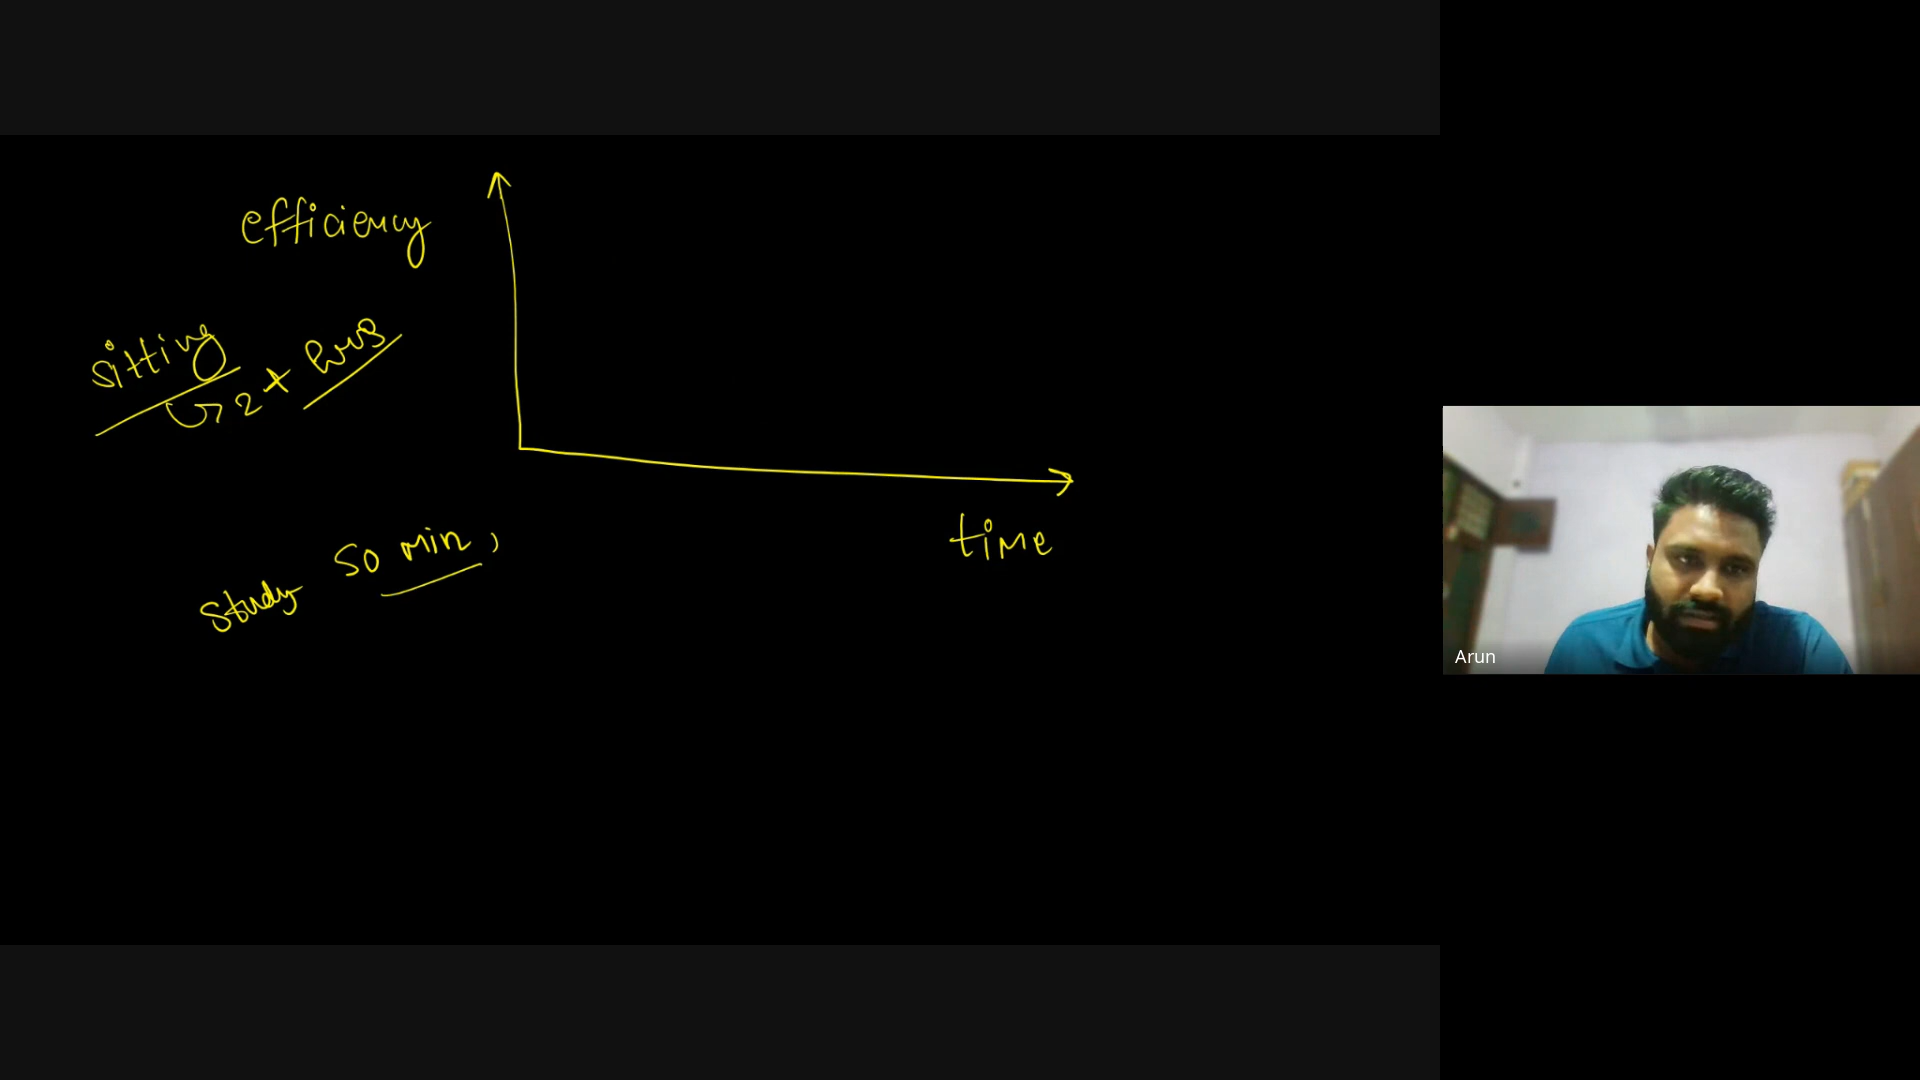 efficiency
sitting
2+ hrs
time
50 min,
study
Arun